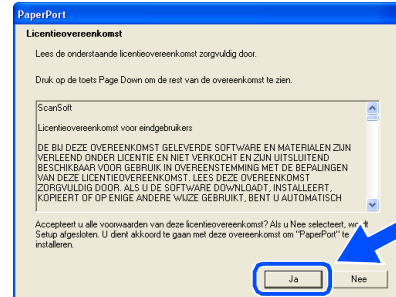 PaperPort
Licentieovereenkomst
Lees de onderstaande licentieovereenkomst zorgvuldig door.
Druk op de toets Page Down om de rest van de overeenkomst te zien.
ScanSoft
Licentieovereenkomst voor eindgebruikers
DE BIJ DEZE OVEREENKOMST GELEVERDE SOFTWARE EN MATERIALEN ZIJN
VERLEEND ONDER LICENTIE EN NIET VERKOCHT EN ZIJN UITSLUITEND
BESCHIKBAAR VOOR GEBRUIK IN OVEREENSTEMMING MET DE BEPALINGEN
VAN DEZE LICENTIEOVEREENKOMST. LEES DEZE OVEREENKOMST
ZORGVULDIG DOOR. ALS U DE SOFTWARE DOWNLOADT, INSTALLEERT,
KOPIEERT OF OP ENIGE ANDERE WIJZE GEBRUIKT, BENT U AUTOMATISCH
Accepteert u alle voorwaarden van deze licentieovereenkomst? Als u Nee selecteert, wordt
Setup afgesloten. U dient akkoord te gaan met deze overeenkomst om "PaperPort" te
installeren.
Ja
Nee